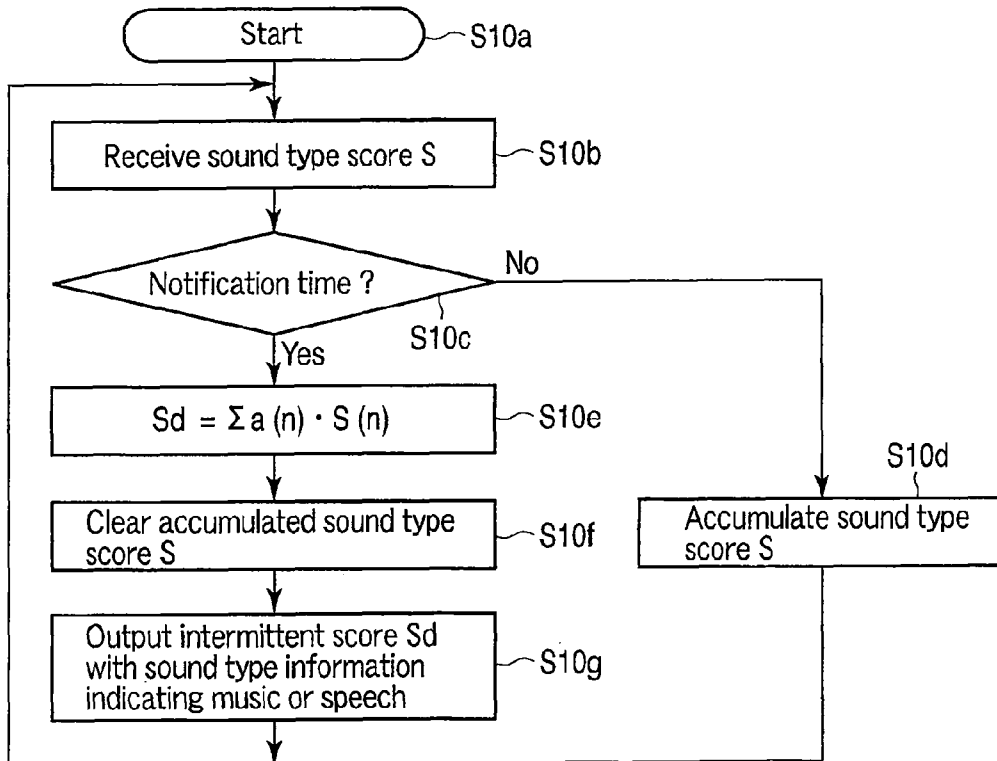 Start
S10a
Receive sound type score S
S10b
Notification time ?
No
S10c
Yes
Sd = Σ a (n) · S (n)
S10e
S10d
Clear accumulated sound type
score S
S10f
Accumulate sound type
score S
Output intermittent score Sd
with sound type information
indicating music or speech
S10g